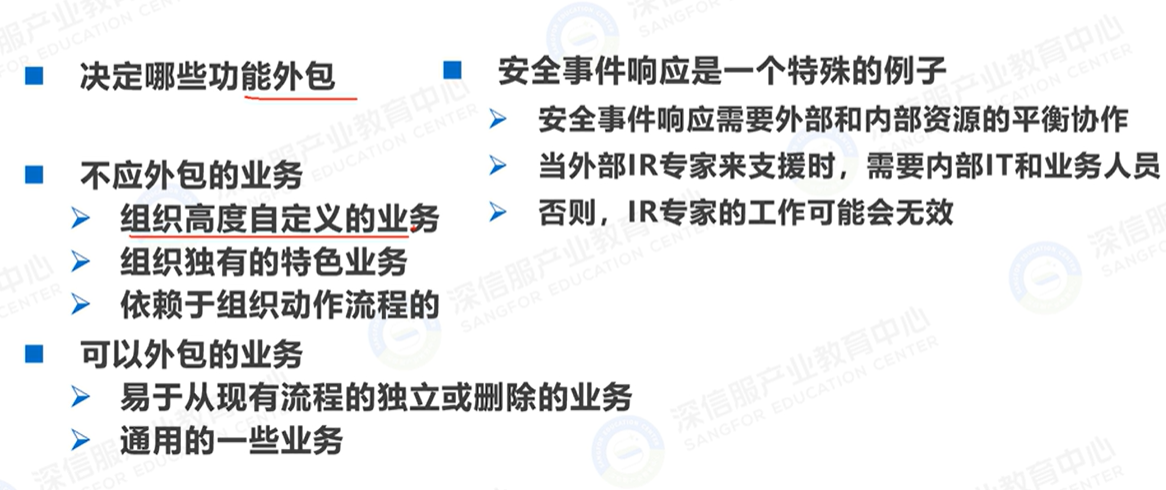 决定哪些功能外包
不应外包的业务
组织高度自定义的业务
组织独有的特色业务
依赖于组织动作流程的
可以外包的业务
易于从现有流程的独立或删除的业务
通用的一些业务
安全事件响应是一个特殊的例子
安全事件响应需要外部和内部资源的平衡协作
当外部IR专家来支援时，需要内部IT和业务人员
否则，IR专家的工作可能会无效
深信服产业教育中心
SANGFOR EDUCATION CENTER